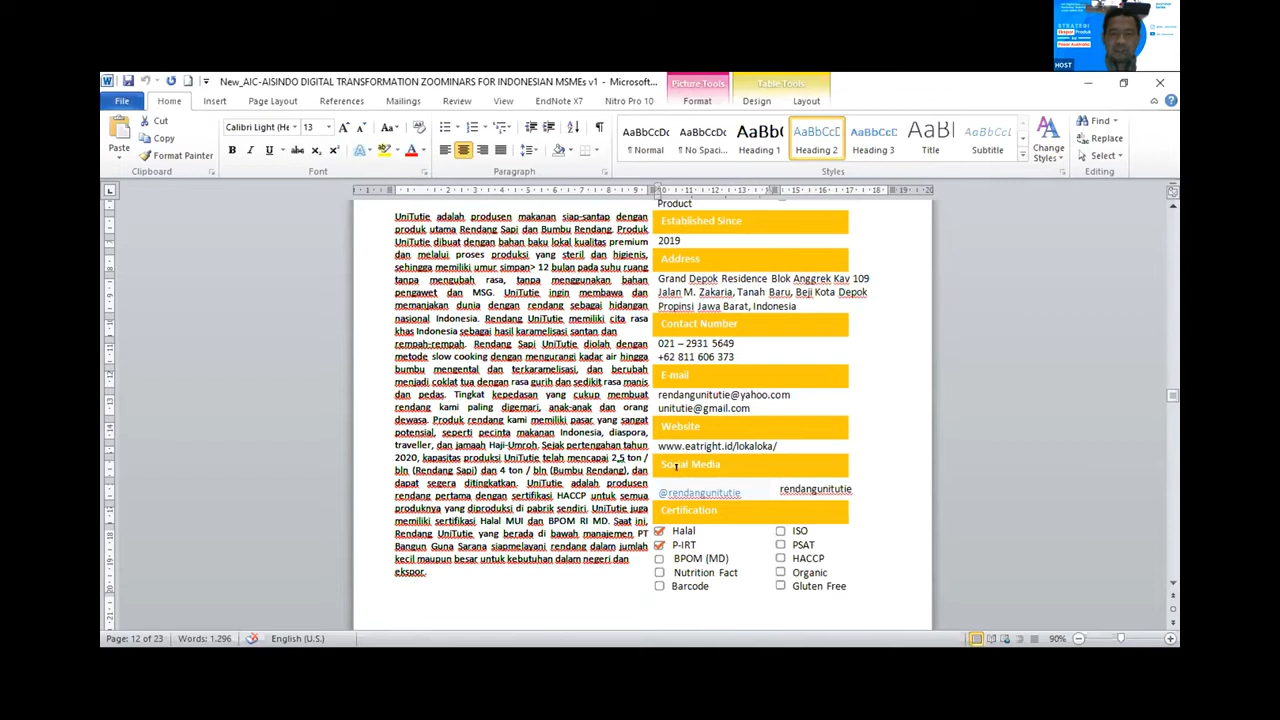 STRATEGI
Ekspor Produk
Pasar Australia
HOST
New_AIC-AISINDO DIGITAL TRANSFORMATION ZOOMINARS FOR INDONESIAN MSMEs v1 - Microsoft...
Picture Tools
Table Tools
File
Home
Insert
Page Layout
References
Mailings
Review
View
EndNote X7
Nitro Pro 10
Format
Design
Layout
Paste
Cut
Copy
Format Painter
Clipboard
Calibri Light (He
13
Font
Paragraph
AaBbCcDc
¶ Normal
AaBbCcDc
¶ No Spaci...
AaBb(
Heading 1
AaBbCcD
Heading 2
AaBbCcD
Heading 3
AaBl
Title
AaBbCcD
Subtitle
Change
Styles
Styles
Find
Replace
Select
Editing
UniTutie adalah produsen makanan siap-santap dengan
produk utama Rendang Sapi dan Bumbu Rendang. Produk
UniTutie dibuat dengan bahan baku lokal kualitas premium
dan melalui proses produksi yang steril dan higienis,
sehingga memiliki umur simpan> 12 bulan pada suhu ruang
tanpa mengubah rasa, tanpa menggunakan bahan
pengawet dan MSG. UniTutie ingin membawa dan
memanjakan dunia dengan rendang sebagai hidangan
nasional Indonesia. Rendang UniTutie memiliki cita rasa
khas Indonesia sebagai hasil karamelisasi santan dan
rempah-rempah. Rendang Sapi UniTutie diolah dengan
metode slow cooking dengan mengurangi kadar air hingga
bumbu mengental dan terkaramelisasi, dan berubah
menjadi coklat tua dengan rasa gurih dan sedikit rasa manis
dan pedas. Tingkat kepedasan yang cukup membuat
rendang kami paling digemari, anak-anak dan orang
dewasa. Produk rendang kami memiliki pasar yang sangat
potensial, seperti pecinta makanan Indonesia, diaspora,
traveller, dan jamaah Haji-Umroh. Sejak pertengahan tahun
2020, kapasitas produksi UniTutie telah mencapai 2,5 ton /
bln (Rendang Sapi) dan 4 ton / bln (Bumbu Rendang), dan
dapat segera ditingkatkan. UniTutie adalah produsen
rendang pertama dengan sertifikasi HACCP untuk semua
produknya yang diproduksi di pabrik sendiri. UniTutie juga
memiliki sertifikasi Halal MUI dan BPOM RI MD. Saat ini,
Rendang UniTutie yang berada di bawah manajemen PT
Bangun Guna Sarana siapmelayani rendang dalam jumlah
kecil maupun besar untuk kebutuhan dalam negeri dan
ekspor.
Product
Established Since
2019
Address
Grand Depok Residence Blok Anggrek Kav 109
Jalan M. Zakaria, Tanah Baru, Beji Kota Depok
Propinsi Jawa Barat, Indonesia
Contact Number
021 – 2931 5649
+62 811 606 373
E-mail
rendangunitutie@yahoo.com
unitutie@gmail.com
Website
www.eatright.id/lokaloka/
Social Media
@rendangunitutie rendangunitutie
Certification
Halal ISO
P-IRT PSAT
BPOM (MD) HACCP
Nutrition Fact Organic
Barcode Gluten Free
Page: 12 of 23
Words: 1.296
English (U.S.)
90%